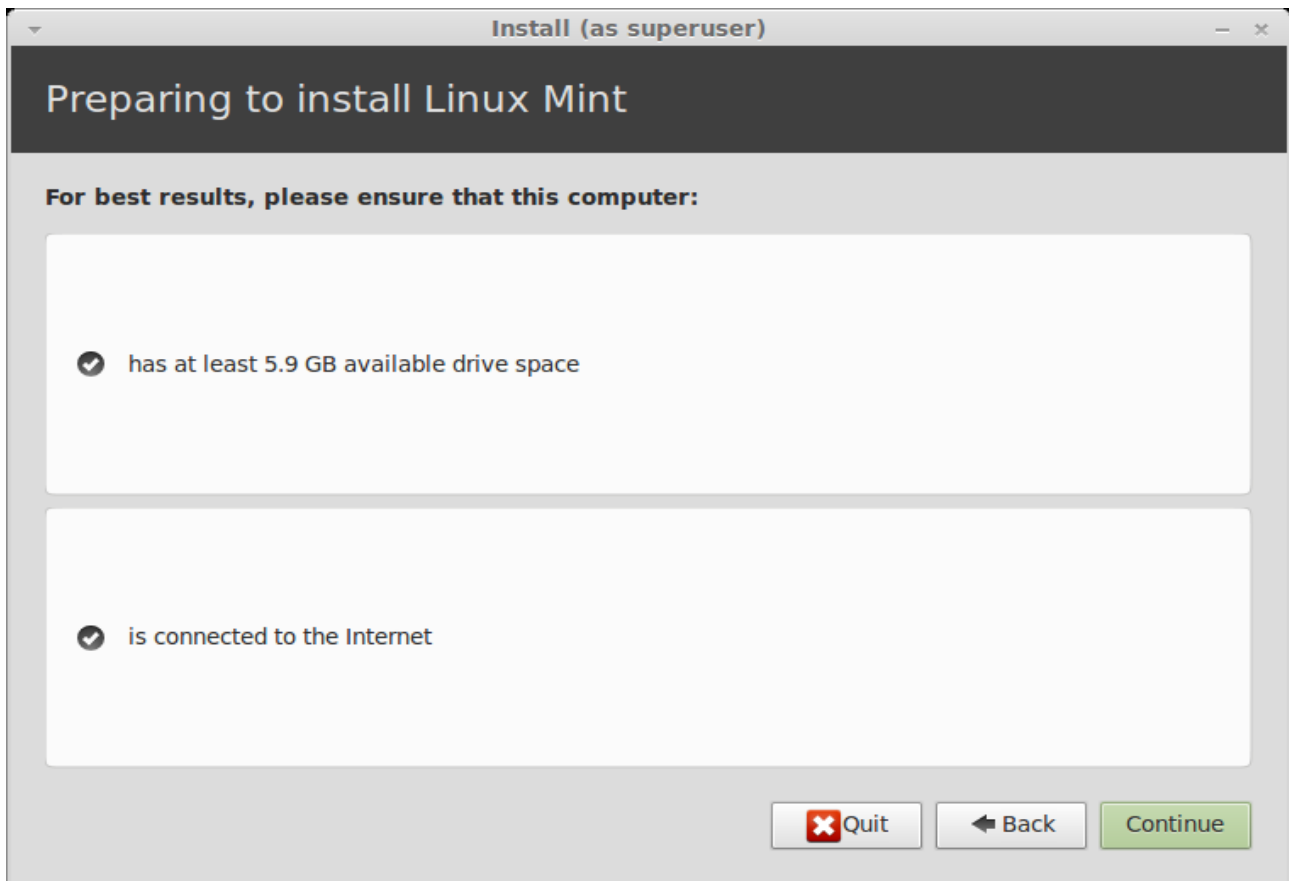 Install (as superuser)
Preparing to install Linux Mint
For best results, please ensure that this computer:
has at least 5.9 GB available drive space
is connected to the Internet
Quit
Back
Continue